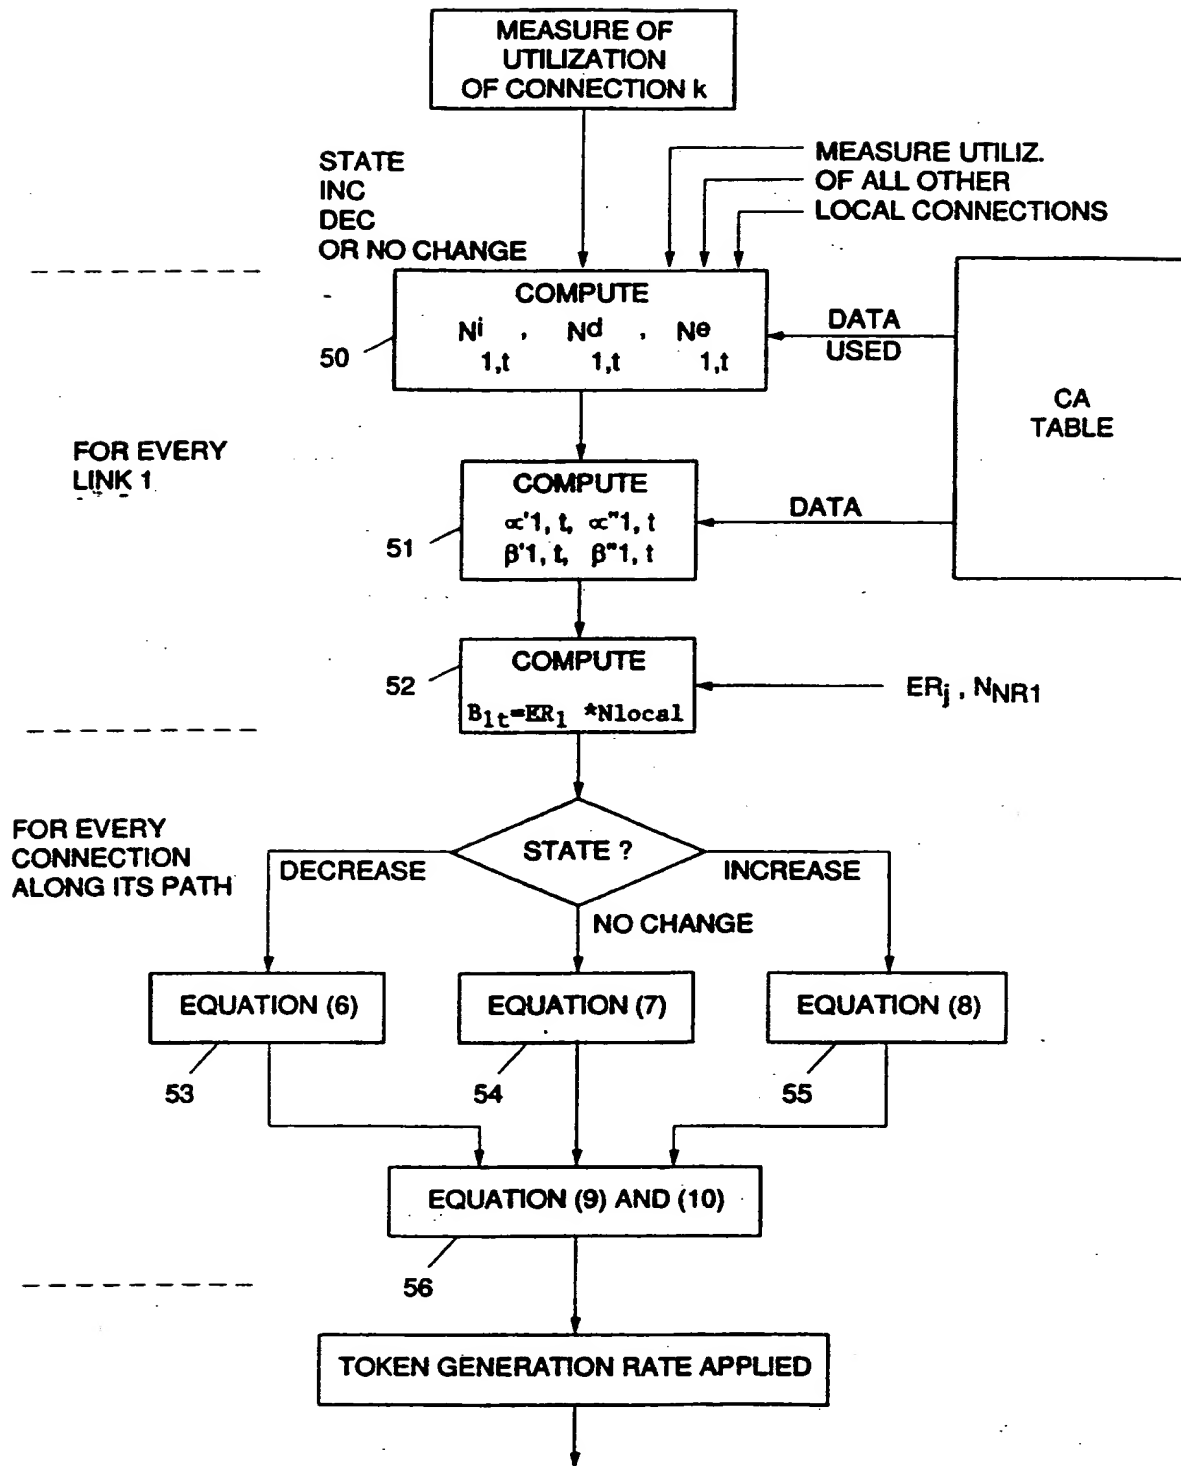 MEASURE OF
UTILIZATION
OF CONNECTION k
STATE
INC
DEC
OR NO CHANGE
MEASURE UTILIZ.
OF ALL OTHER
LOCAL CONNECTIONS
COMPUTE
Nⁱ , Nᵈ , Nᵉ
1,t 1,t 1,t
50
DATA
USED
CA
TABLE
FOR EVERY
LINK 1
COMPUTE
∝'1, t, ∝"1, t
β'1, t, β"1, t
51
DATA
COMPUTE
B1t=ER1 *Nlocal
52
ERj , NNR1
FOR EVERY
CONNECTION
ALONG ITS PATH
STATE ?
DECREASE
INCREASE
NO CHANGE
EQUATION (6)
EQUATION (7)
EQUATION (8)
53
54
55
EQUATION (9) AND (10)
56
TOKEN GENERATION RATE APPLIED